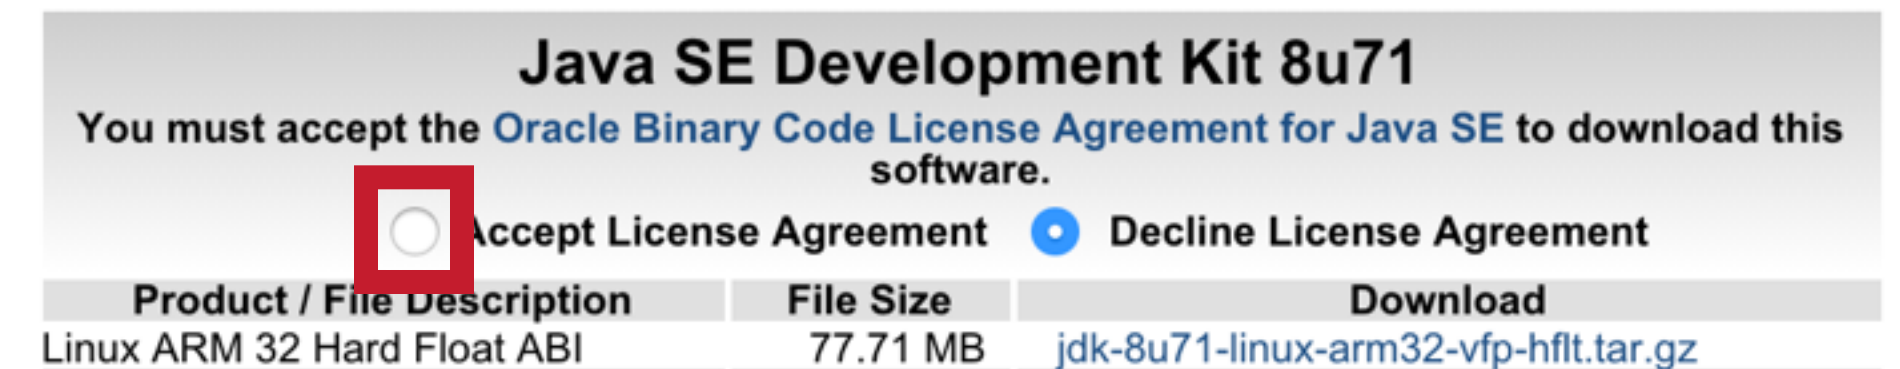 Java SE Development Kit 8u71
You must accept the Oracle Binary Code License Agreement for Java SE to download this
software.
Accept License Agreement Decline License Agreement
Product / File Description File Size Download
Linux ARM 32 Hard Float ABI 77.71 MB jdk-8u71-linux-arm32-vfp-hflt.tar.gz